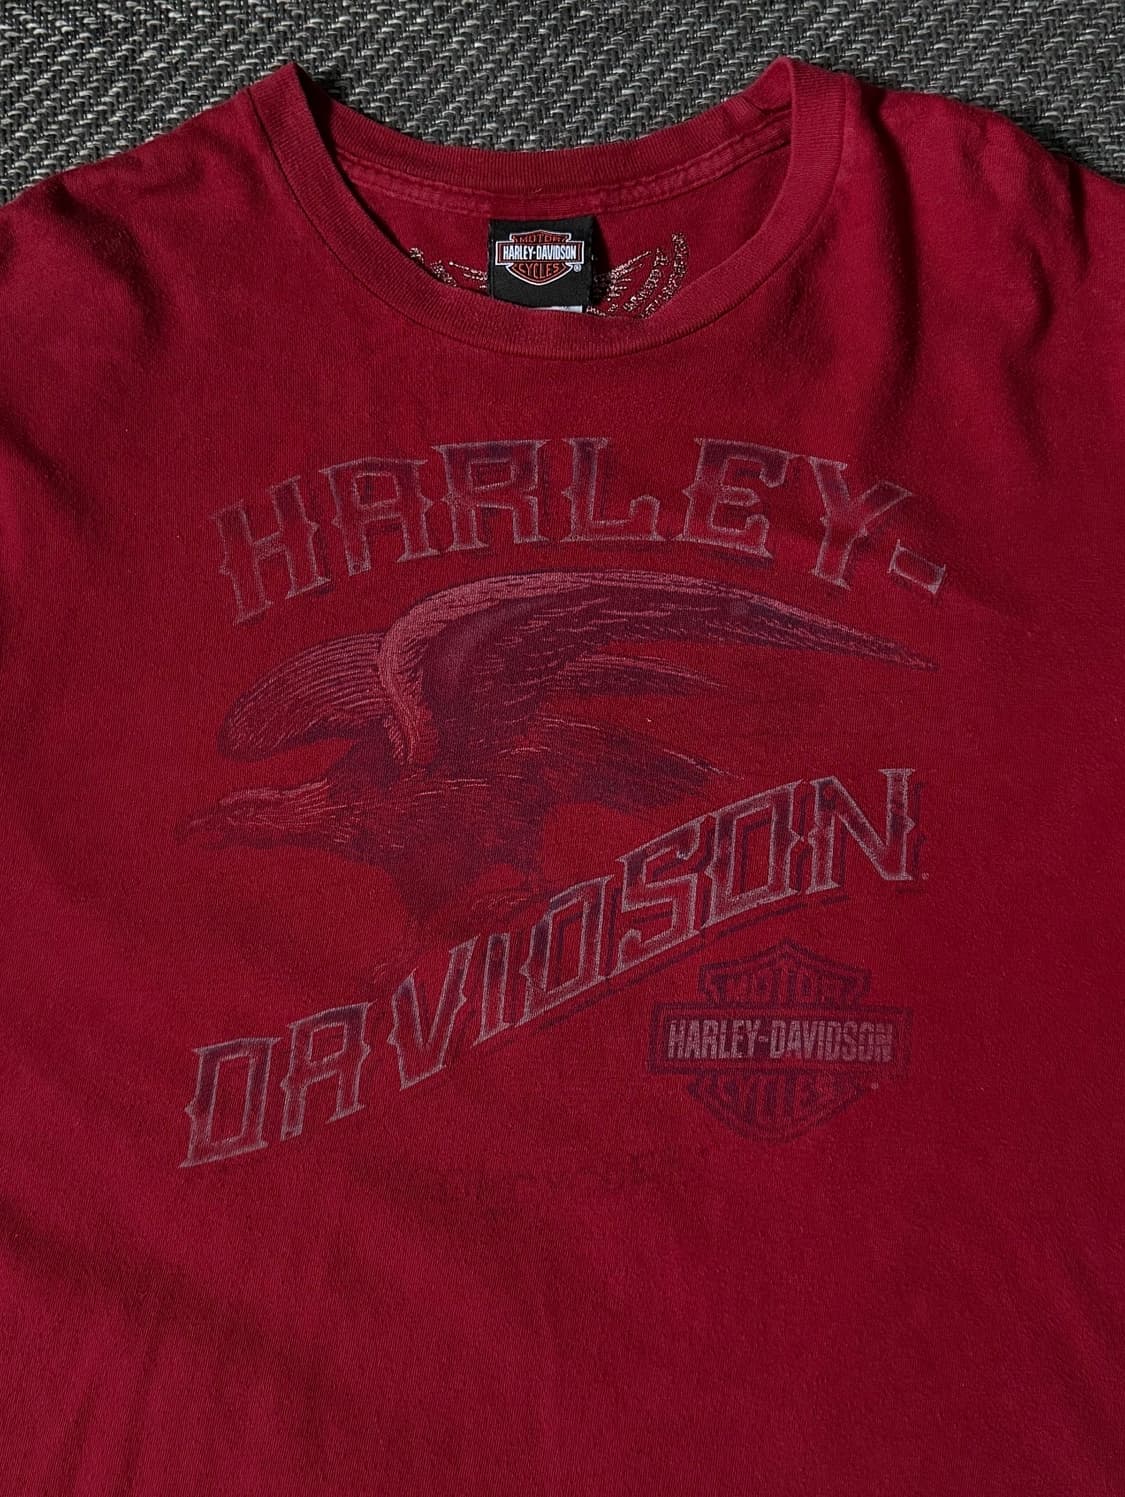 MOTOR
HARLEY-DAVIDSON
CYCLES
®
HARLEY-
DAVIDSON
MOTOR
HARLEY-DAVIDSON
CYCLES